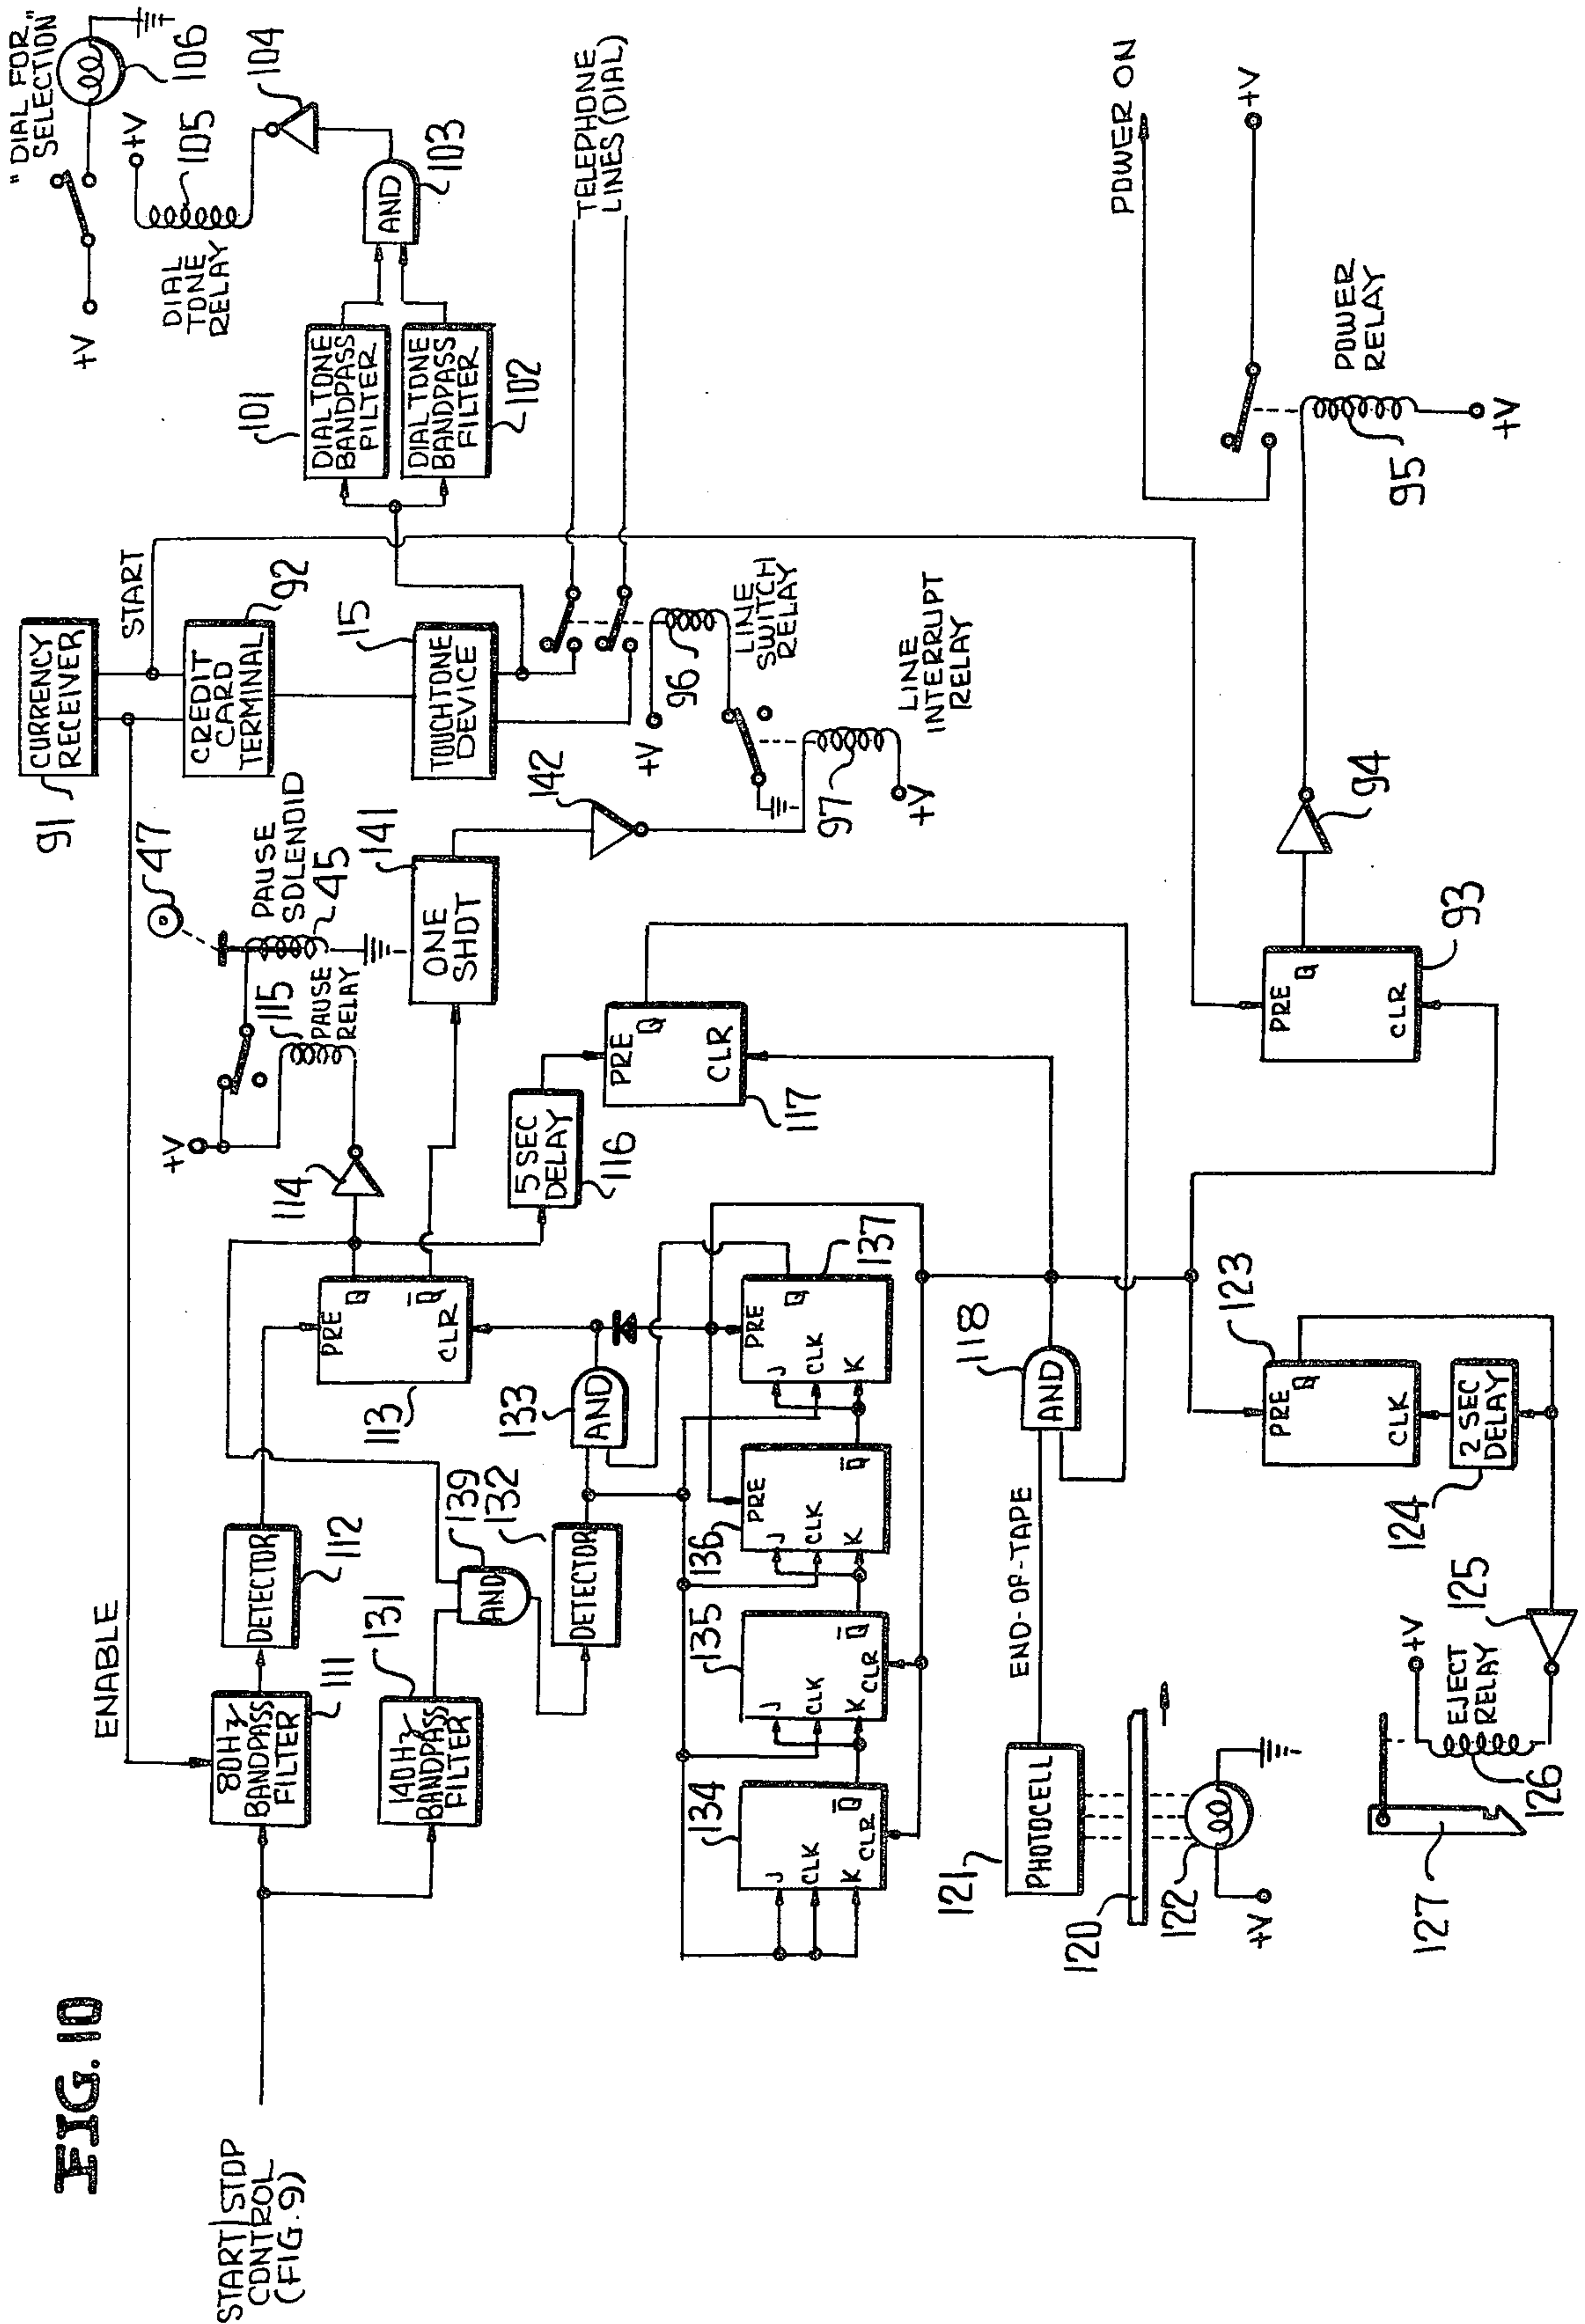 FIG. 10
START/STOP
CONTROL
(FIG. 9)
ENABLE
80Hz
BANDPASS
FILTER
111
DETECTOR
112
140Hz
BANDPASS
FILTER
131
AND
139
DETECTOR
132
AND
133
PRE
Q
Q̅
CLR
113
114
+V
115
PAUSE
RELAY
PAUSE
SOLENOID
45
47
ONE
SHOT
141
142
5 SEC
DELAY
116
PRE
Q
CLR
117
CURRENCY
RECEIVER
91
START
CREDIT
CARD
TERMINAL
92
TOUCHTONE
DEVICE
15
+V
96
LINE
SWITCH
RELAY
97
+V
LINE
INTERRUPT
RELAY
TELEPHONE
LINES (DIAL)
DIALTONE
BANDPASS
FILTER
101
DIALTONE
BANDPASS
FILTER
102
AND
103
104
DIAL
TONE
RELAY
105
+V
+V
"DIAL FOR"
SELECTION
106
134
J
CLK
K
Q̅
CLR
135
J
CLK
K
Q̅
CLR
136
PRE
J
CLK
K
Q̅
137
PRE
J
CLK
K
Q
118
AND
END-OF-TAPE
PHOTOCELL
121
120
122
+V
123
PRE
Q
CLK
2 SEC
DELAY
124
125
+V
EJECT
RELAY
126
127
PRE
Q
CLR
93
94
95
POWER
RELAY
+V
+V
POWER ON